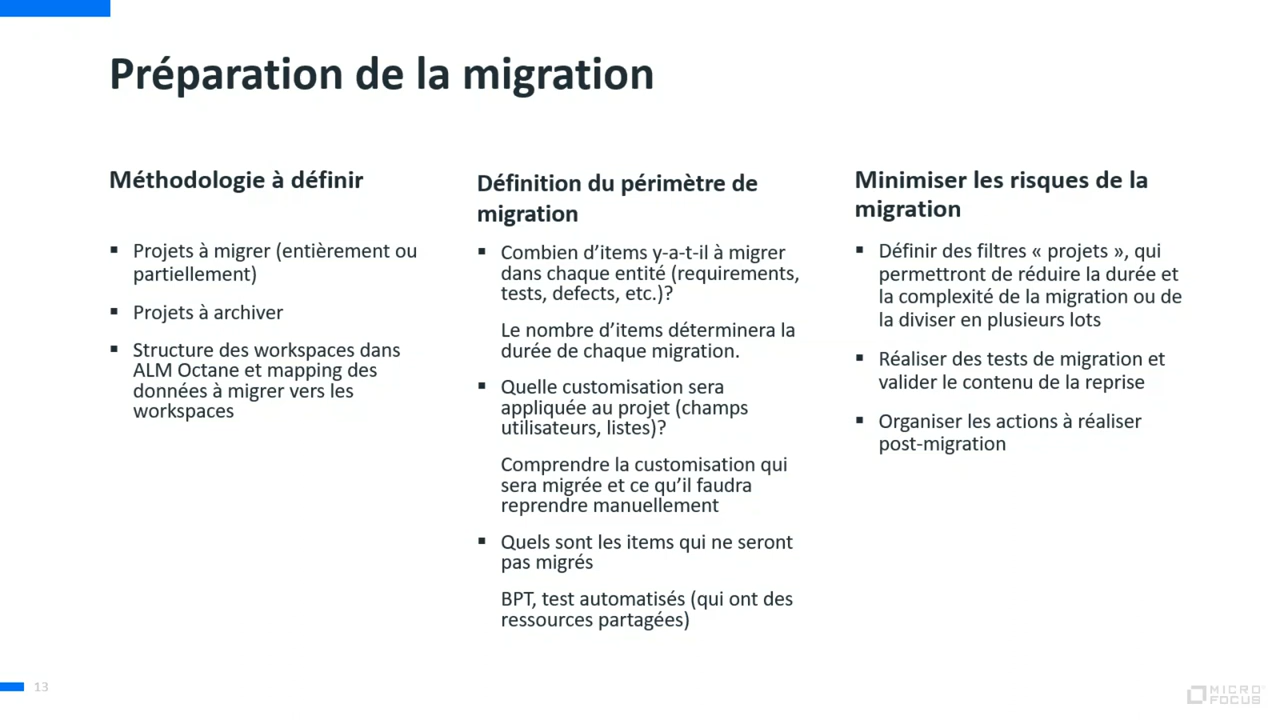 Préparation de la migration
Méthodologie à définir
▪ Projets à migrer (entièrement ou
partiellement)
▪ Projets à archiver
▪ Structure des workspaces dans
ALM Octane et mapping des
données à migrer vers les
workspaces
Définition du périmètre de
migration
▪ Combien d’items y-a-t-il à migrer
dans chaque entité (requirements,
tests, defects, etc.)?
Le nombre d’items déterminera la
durée de chaque migration.
▪ Quelle customisation sera
appliquée au projet (champs
utilisateurs, listes)?
Comprendre la customisation qui
sera migrée et ce qu’il faudra
reprendre manuellement
▪ Quels sont les items qui ne seront
pas migrés
BPT, test automatisés (qui ont des
ressources partagées)
Minimiser les risques de la
migration
▪ Définir des filtres « projets », qui
permettront de réduire la durée et
la complexité de la migration ou de
la diviser en plusieurs lots
▪ Réaliser des tests de migration et
valider le contenu de la reprise
▪ Organiser les actions à réaliser
post-migration
13
MICRO
FOCUS